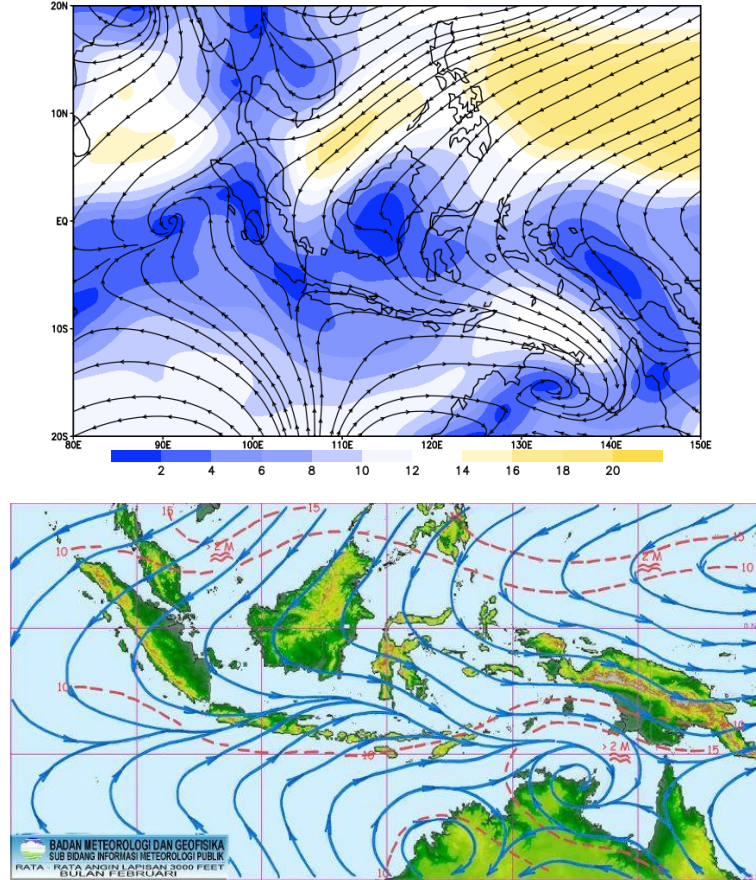 20N
10N
EQ
10S
20S
80E 90E 100E 110E 120E 130E 140E 150E
2 4 6 8 10 12 14 16 18 20
15 15 15
10 > 2 M 2 M 10
10
10 > 2 M 15
10
BADAN METEOROLOGI DAN GEOFISIKA
SUB BIDANG INFORMASI METEOROLOGI PUBLIK
RATA - RATA ANGIN LAPISAN 3000 FEET
BULAN FEBRUARI